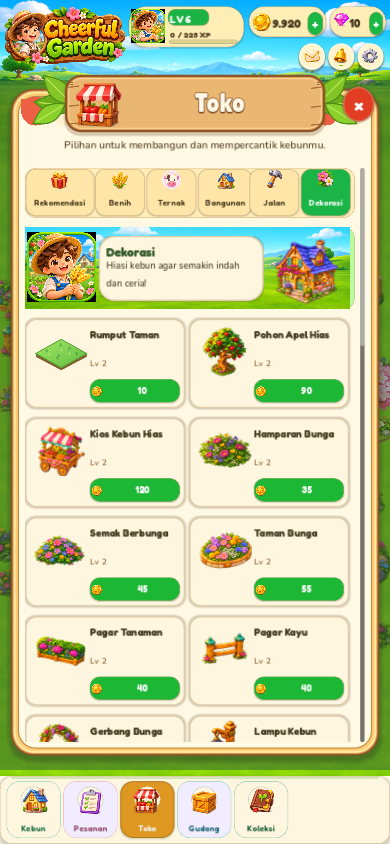 Cheerful
Garden
LV 6
0 / 225 XP
9.920
+
10
+
Toko
Pilihan untuk membangun dan mempercantik kebunmu.
Rekomendasi
Benih
Ternak
Bangunan
Jalan
Dekorasi
Dekorasi
Hiasi kebun agar semakin indah
dan ceria!
Rumput Taman
Lv 2
10
Pohon Apel Hias
Lv 2
90
Kios Kebun Hias
Lv 2
120
Hamparan Bunga
Lv 2
35
Semak Berbunga
Lv 2
45
Taman Bunga
Lv 2
55
Pagar Tanaman
Lv 2
40
Pagar Kayu
Lv 2
40
Gerbang Bunga
Lampu Kebun
Kebun
Pesanan
Toko
Gudang
Koleksi